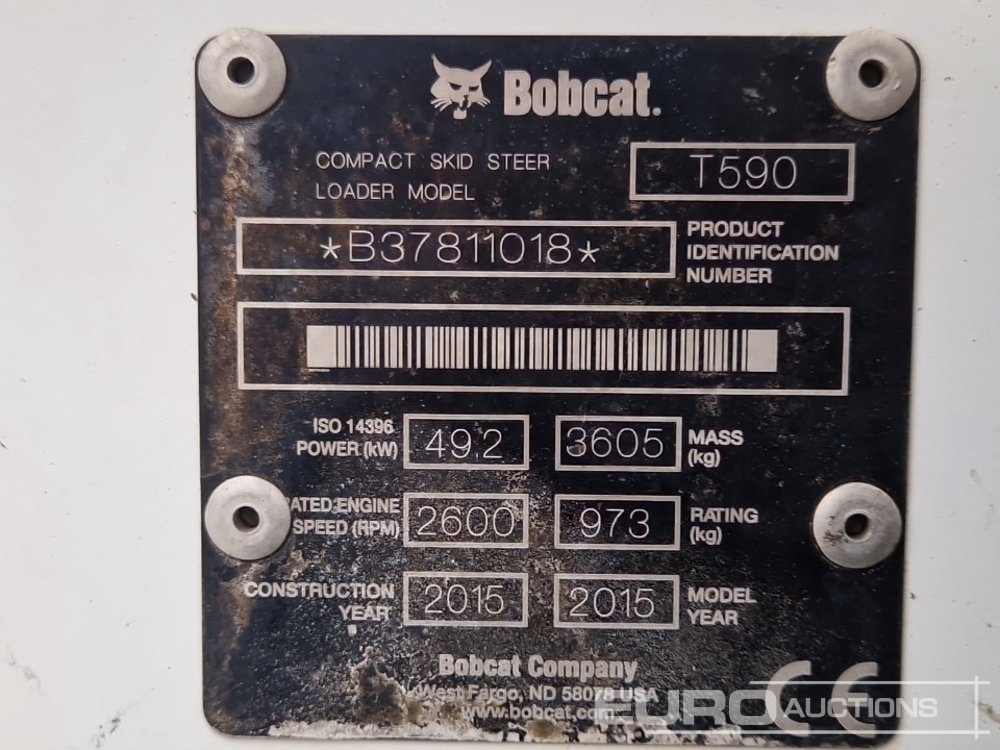 Bobcat.
COMPACT SKID STEER
LOADER MODEL
T590
*B37811018*
PRODUCT
IDENTIFICATION
NUMBER
ISO 14396
POWER (kW)
49.2
3605
MASS
(kg)
ATED ENGINE
SPEED (RPM)
2600
973
RATING
(kg)
CONSTRUCTION
YEAR
2015
2015
MODEL
YEAR
Bobcat Company
West Fargo, ND 58078 USA
www.bobcat.com
CE
EURO AUCTIONS